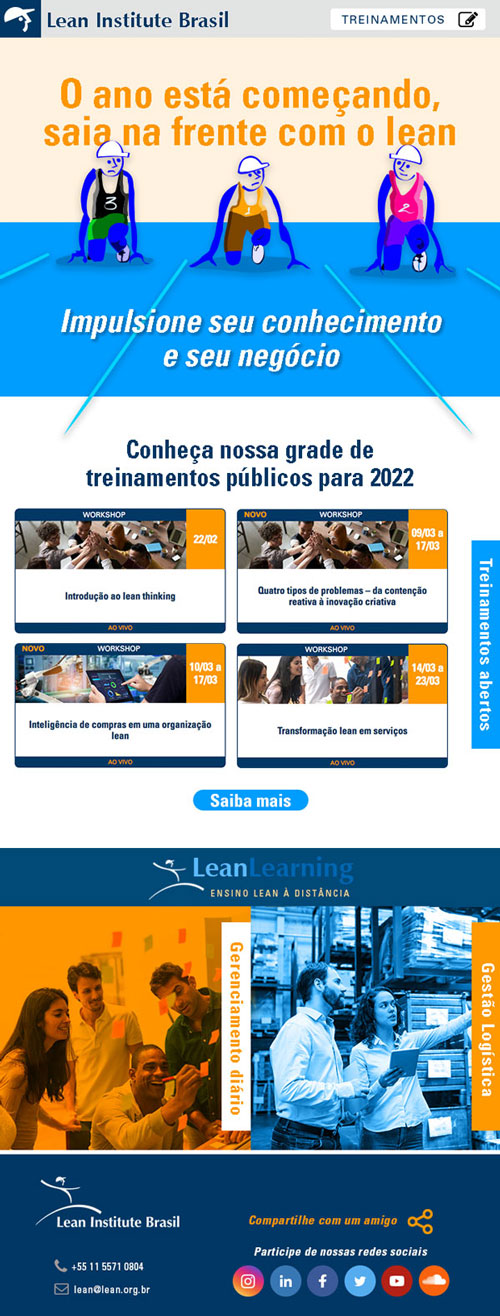 Lean Institute Brasil
TREINAMENTOS
O ano está começando,
saia na frente com o lean
3
1
2
Impulsione seu conhecimento
e seu negócio
Conheça nossa grade de
treinamentos públicos para 2022
WORKSHOP
22/02
Introdução ao lean thinking
AO VIVO
NOVO
WORKSHOP
09/03 a
17/03
Quatro tipos de problemas – da contenção
reativa à inovação criativa
AO VIVO
NOVO
WORKSHOP
10/03 a
17/03
Inteligência de compras em uma organização
lean
AO VIVO
WORKSHOP
14/03 a
23/03
Transformação lean em serviços
AO VIVO
Treinamentos abertos
Saiba mais
LeanLearning
ENSINO LEAN À DISTÂNCIA
Gerenciamento diário
Gestão Logística
Lean Institute Brasil
+55 11 5571 0804
lean@lean.org.br
Compartilhe com um amigo
Participe de nossas redes sociais